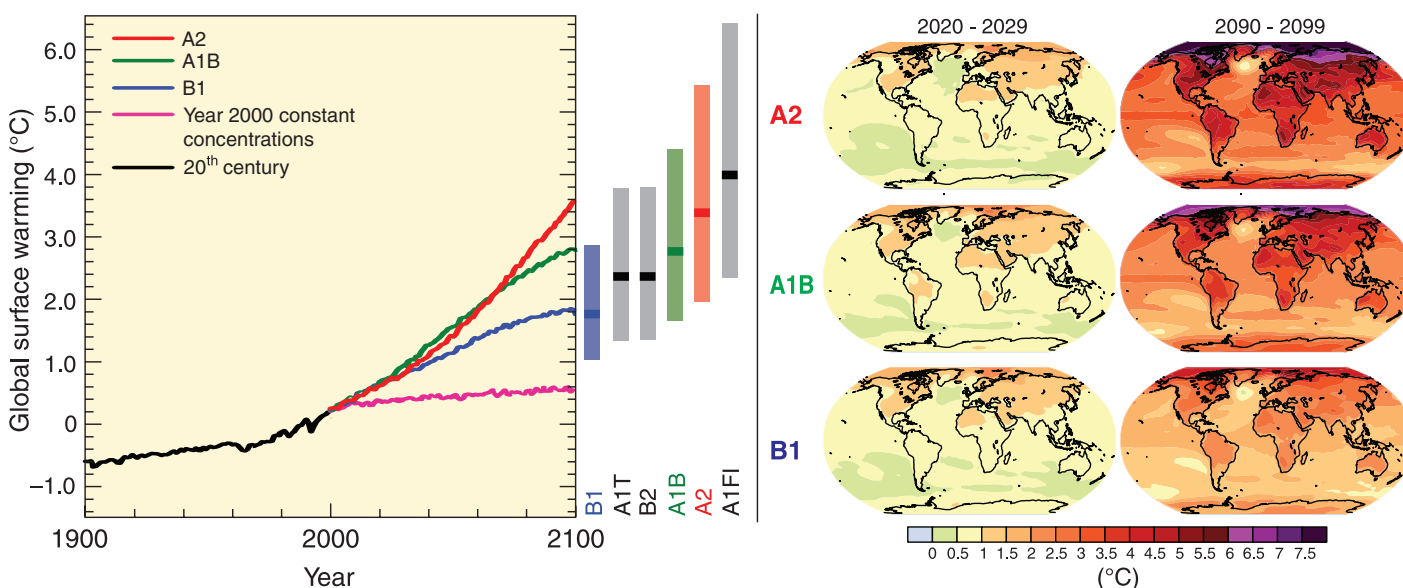 Global surface warming (°C)
6.0
5.0
4.0
3.0
2.0
1.0
0
–1.0
A2
A1B
B1
Year 2000 constant
concentrations
20th century
1900
2000
2100
Year
B1
A1T
B2
A1B
A2
A1FI
2020 - 2029
2090 - 2099
A2
A1B
B1
0 0.5 1 1.5 2 2.5 3 3.5 4 4.5 5 5.5 6 6.5 7 7.5
(°C)